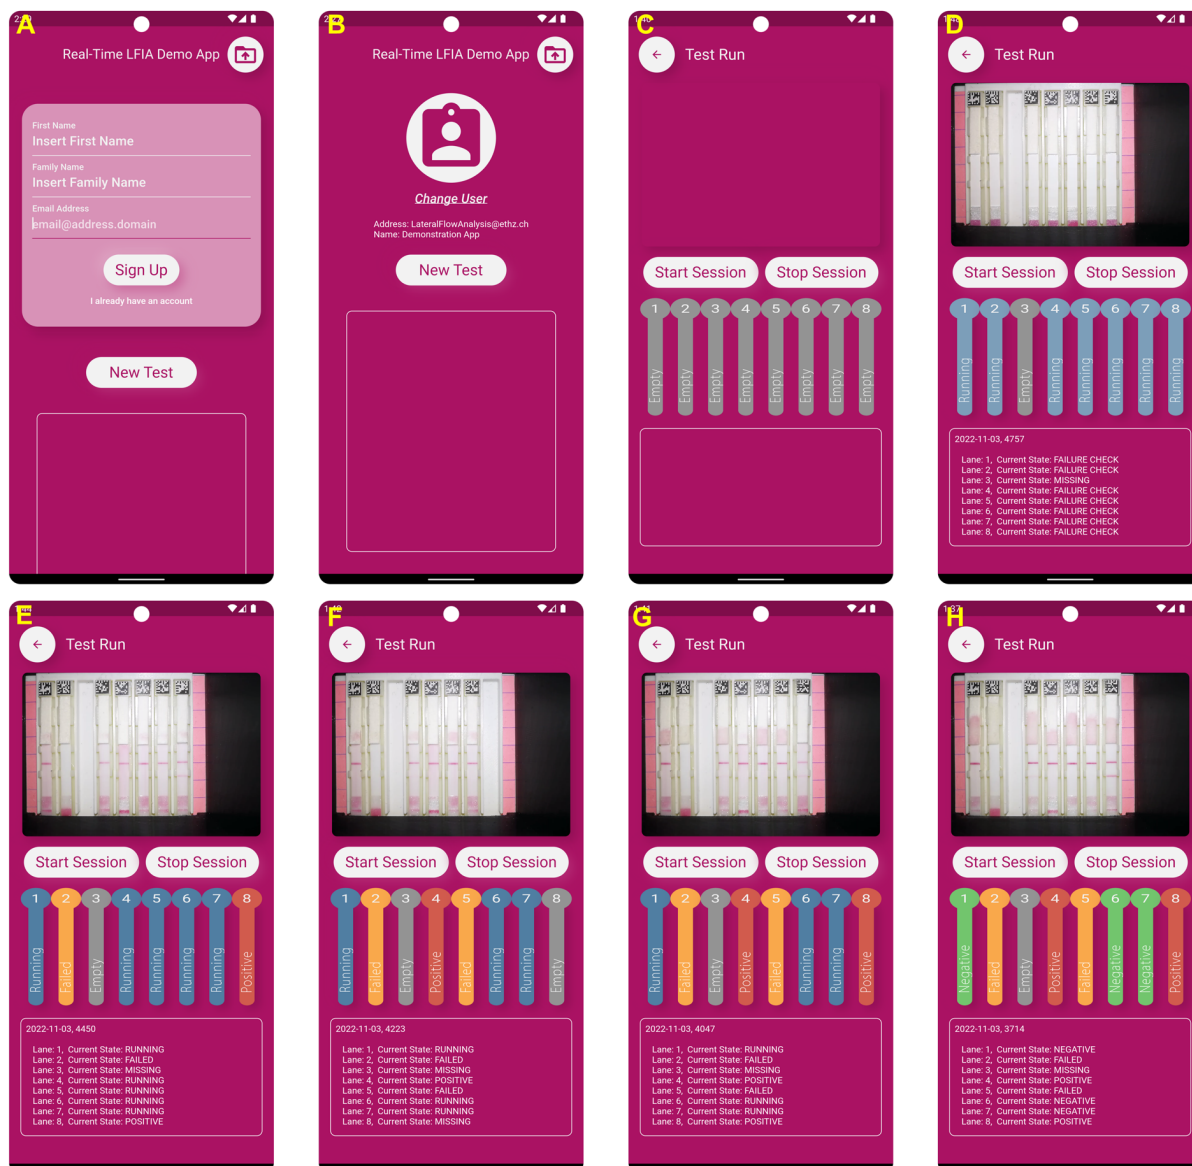 A
Real-Time LFIA Demo App
First Name
Insert First Name
Family Name
Insert Family Name
Email Address
email@address.domain
Sign Up
I already have an account
New Test
B
Real-Time LFIA Demo App
Change User
Address: LateralFlowAnalysis@ethz.ch
Name: Demonstration App
New Test
C
Test Run
Start Session Stop Session
1 2 3 4 5 6 7 8
Empty Empty Empty Empty Empty Empty Empty Empty
D
Test Run
Start Session Stop Session
1 2 3 4 5 6 7 8
Running Running Empty Running Running Running Running Running
2022-11-03, 4757
Lane: 1, Current State: FAILURE CHECK
Lane: 2, Current State: FAILURE CHECK
Lane: 3, Current State: MISSING
Lane: 4, Current State: FAILURE CHECK
Lane: 5, Current State: FAILURE CHECK
Lane: 6, Current State: FAILURE CHECK
Lane: 7, Current State: FAILURE CHECK
Lane: 8, Current State: FAILURE CHECK
E
Test Run
Start Session Stop Session
1 2 3 4 5 6 7 8
Running Failed Empty Running Running Running Running Positive
2022-11-03, 4450
Lane: 1, Current State: RUNNING
Lane: 2, Current State: FAILED
Lane: 3, Current State: MISSING
Lane: 4, Current State: RUNNING
Lane: 5, Current State: RUNNING
Lane: 6, Current State: RUNNING
Lane: 7, Current State: RUNNING
Lane: 8, Current State: POSITIVE
F
1:42
Test Run
Start Session Stop Session
1 2 3 4 5 6 7 8
Running Failed Empty Positive Failed Running Running Empty
2022-11-03, 4223
Lane: 1, Current State: RUNNING
Lane: 2, Current State: FAILED
Lane: 3, Current State: MISSING
Lane: 4, Current State: POSITIVE
Lane: 5, Current State: FAILED
Lane: 6, Current State: RUNNING
Lane: 7, Current State: RUNNING
Lane: 8, Current State: MISSING
G
1:41
Test Run
Start Session Stop Session
1 2 3 4 5 6 7 8
Running Failed Empty Positive Failed Running Running Positive
2022-11-03, 4047
Lane: 1, Current State: RUNNING
Lane: 2, Current State: FAILED
Lane: 3, Current State: MISSING
Lane: 4, Current State: POSITIVE
Lane: 5, Current State: FAILED
Lane: 6, Current State: RUNNING
Lane: 7, Current State: RUNNING
Lane: 8, Current State: POSITIVE
H
1:37
Test Run
Start Session Stop Session
1 2 3 4 5 6 7 8
Negative Failed Empty Positive Failed Negative Negative Positive
2022-11-03, 3714
Lane: 1, Current State: NEGATIVE
Lane: 2, Current State: FAILED
Lane: 3, Current State: MISSING
Lane: 4, Current State: POSITIVE
Lane: 5, Current State: FAILED
Lane: 6, Current State: NEGATIVE
Lane: 7, Current State: NEGATIVE
Lane: 8, Current State: POSITIVE